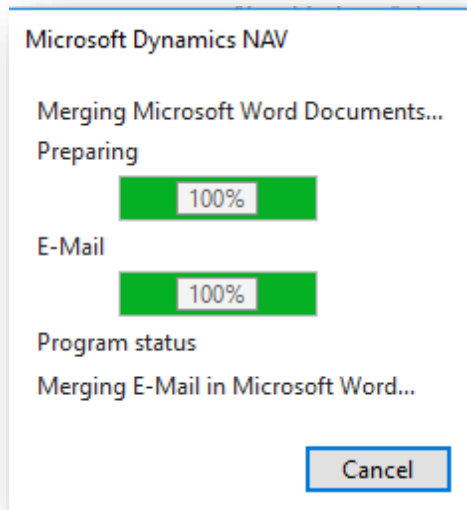 Microsoft Dynamics NAV
Merging Microsoft Word Documents...
Preparing
100%
E-Mail
100%
Program status
Merging E-Mail in Microsoft Word...
Cancel